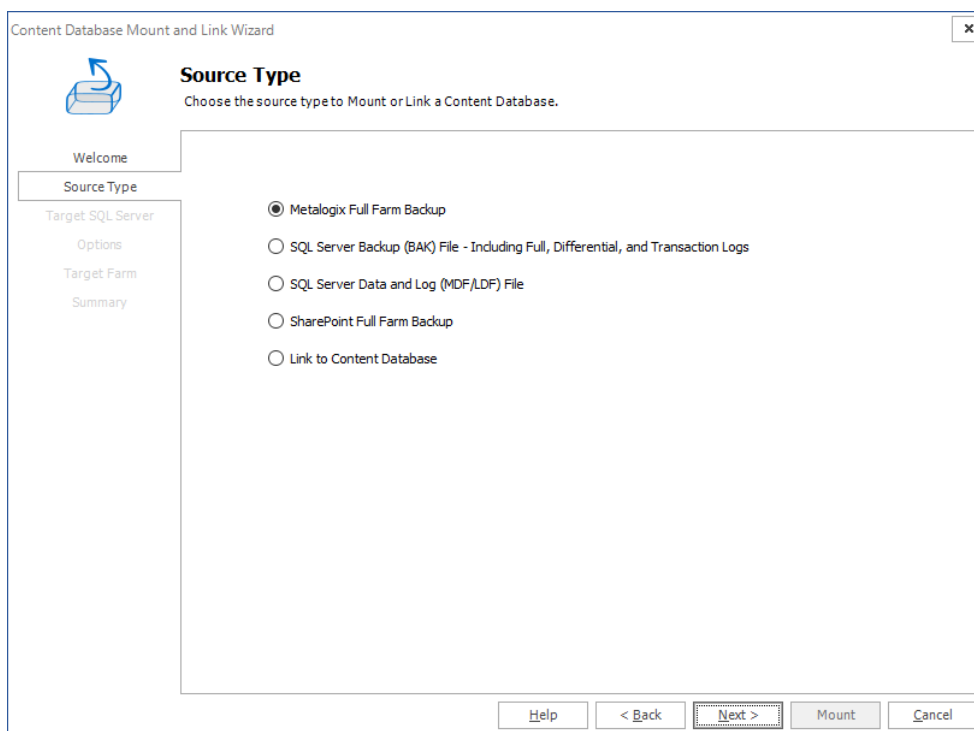 Content Database Mount and Link Wizard
Source Type
Choose the source type to Mount or Link a Content Database.
Welcome
Source Type
Target SQL Server
Options
Target Farm
Summary
Metalogix Full Farm Backup
SQL Server Backup (BAK) File - Including Full, Differential, and Transaction Logs
SQL Server Data and Log (MDF/LDF) File
SharePoint Full Farm Backup
Link to Content Database
Help
< Back
Next >
Mount
Cancel